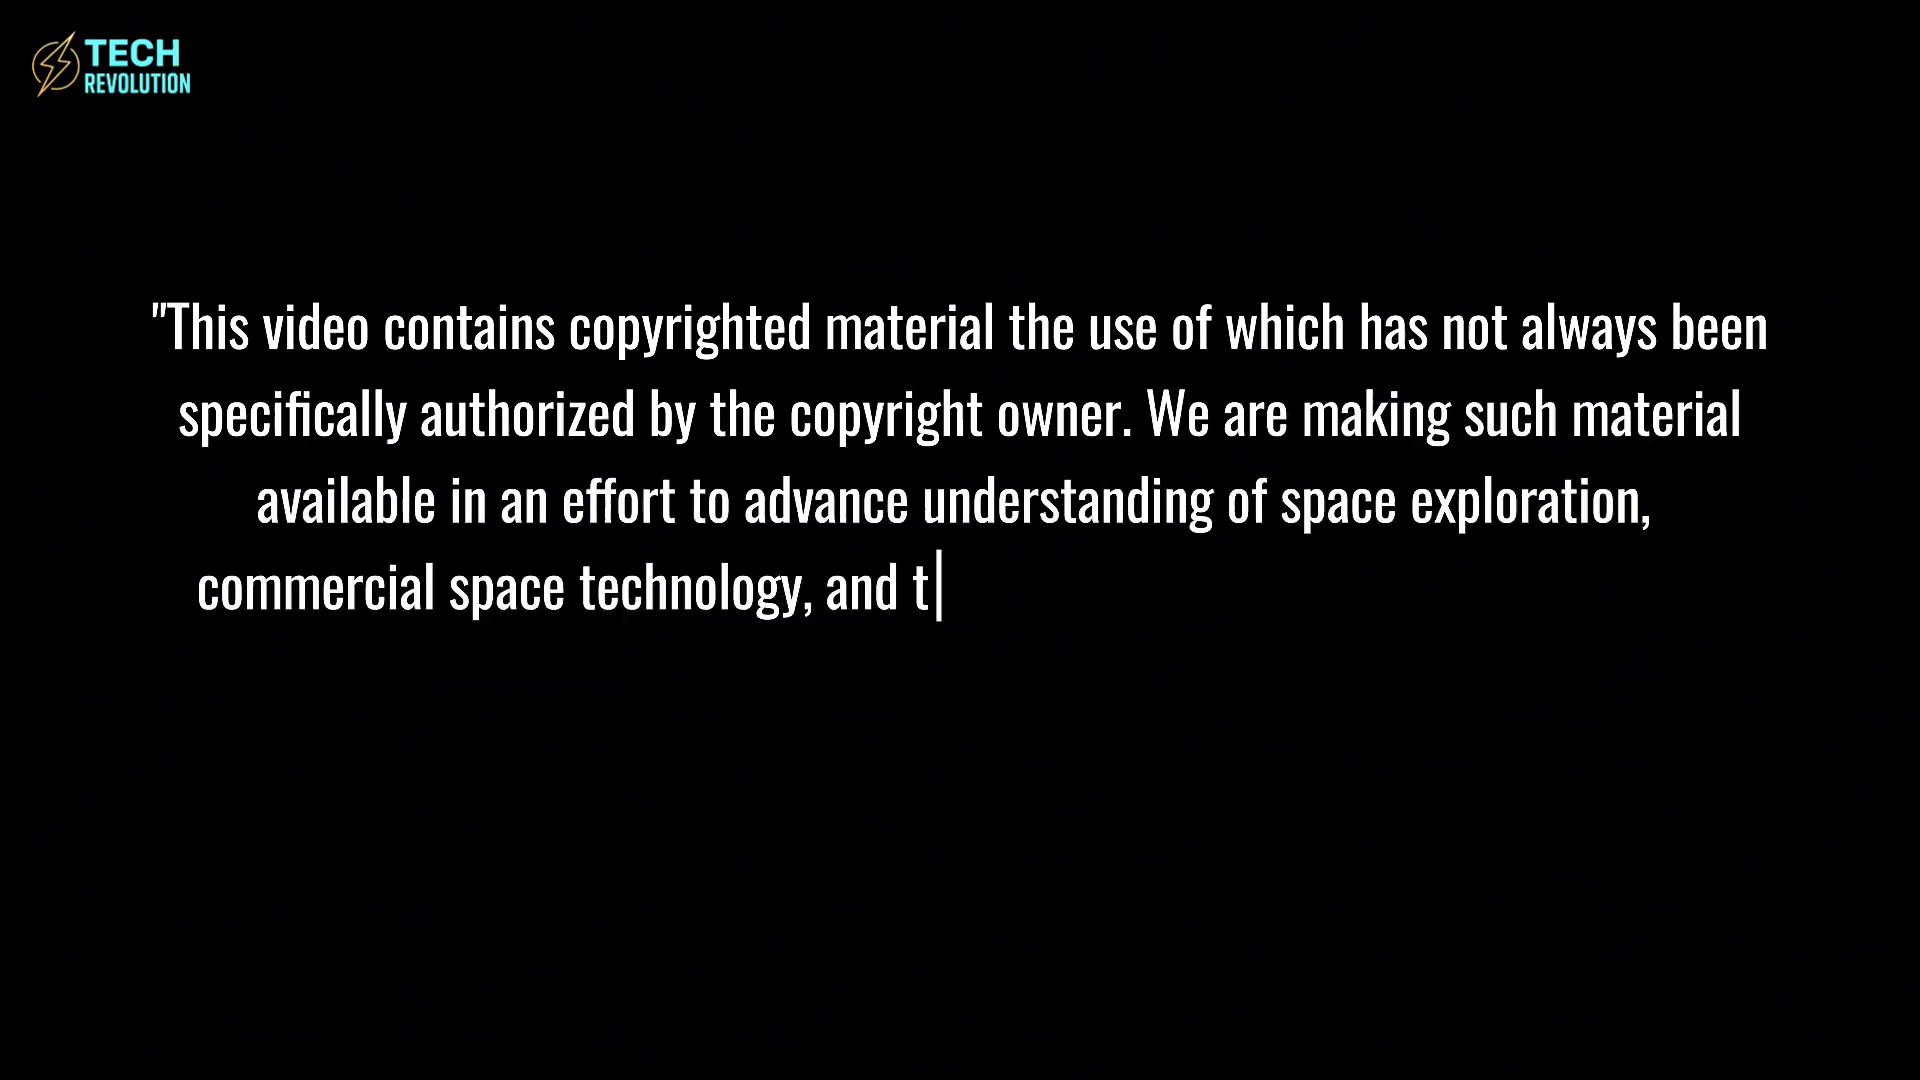 TECH
REVOLUTION
"This video contains copyrighted material the use of which has not always been
specifically authorized by the copyright owner. We are making such material
available in an effort to advance understanding of space exploration,
commercial space technology, and t